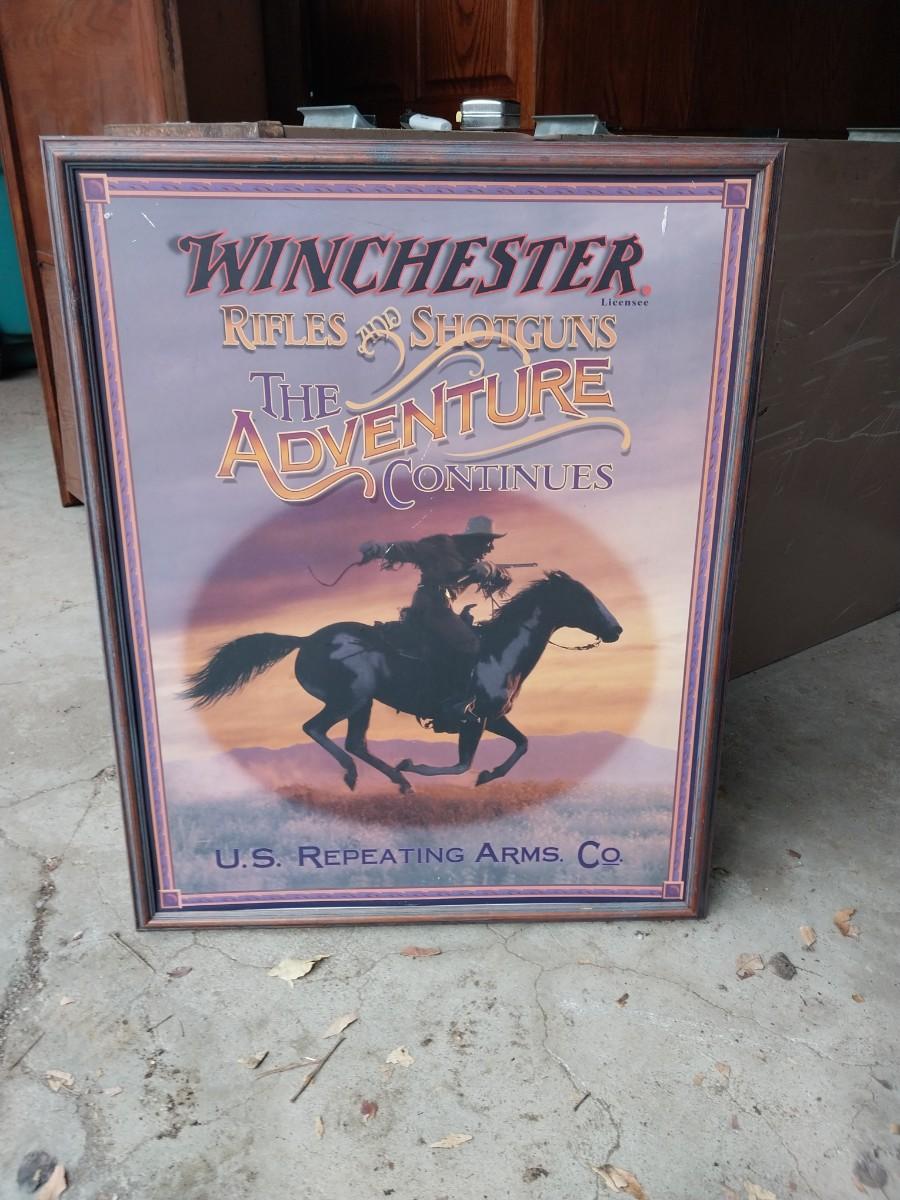 WINCHESTER®
Licensee
RIFLES AND SHOTGUNS
THE
ADVENTURE
CONTINUES
U.S. REPEATING ARMS. CO.